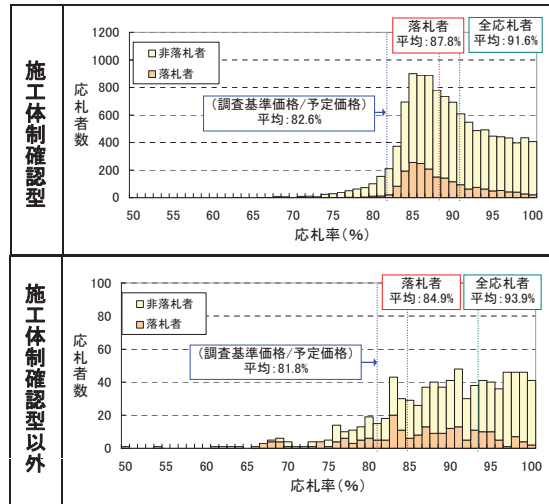 施工体制確認型
応札者数
1200
1000
800
600
400
200
0
非落札者
落札者
落札者
平均：87.8%
全応札者
平均：91.6%
(調査基準価格/予定価格)
平均：82.6%
50 55 60 65 70 75 80 85 90 95 100
応札率(%)
施工体制確認型以外
応札者数
100
80
60
40
20
0
非落札者
落札者
落札者
平均：84.9%
全応札者
平均：93.9%
(調査基準価格/予定価格)
平均：81.8%
50 55 60 65 70 75 80 85 90 95 100
応札率(%)